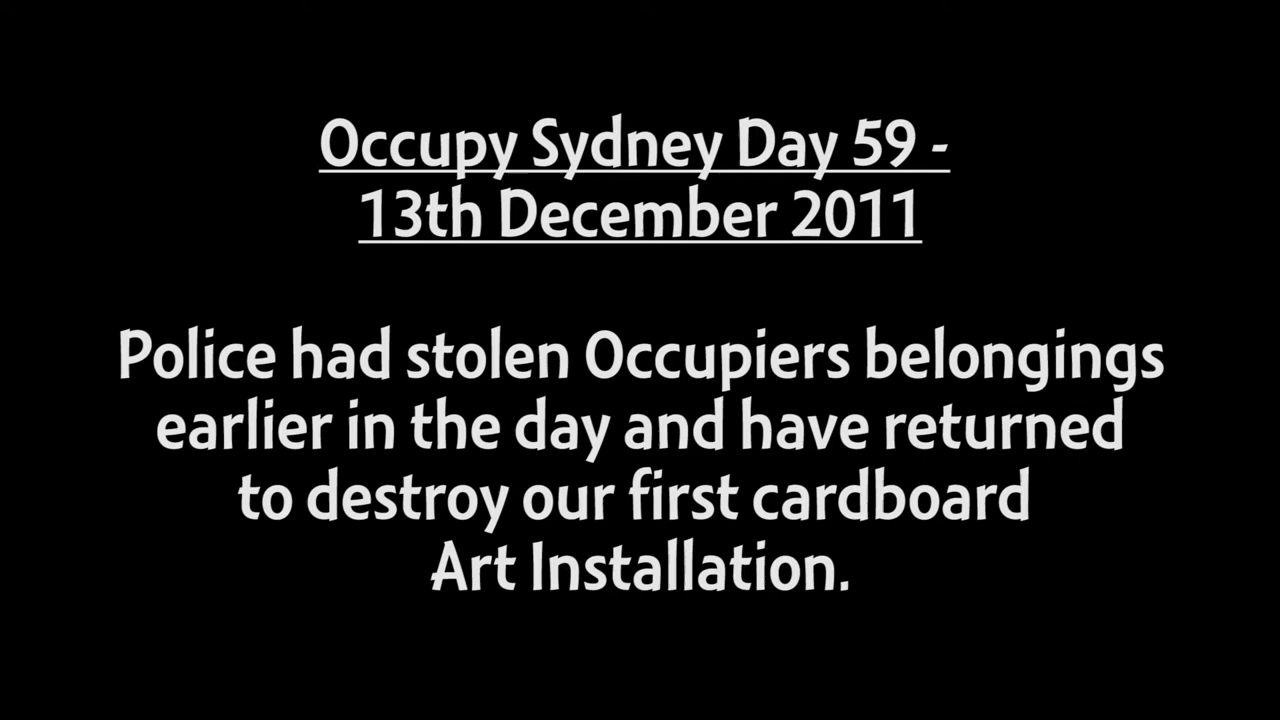 Occupy Sydney Day 59 -
13th December 2011
Police had stolen Occupiers belongings
earlier in the day and have returned
to destroy our first cardboard
Art Installation.